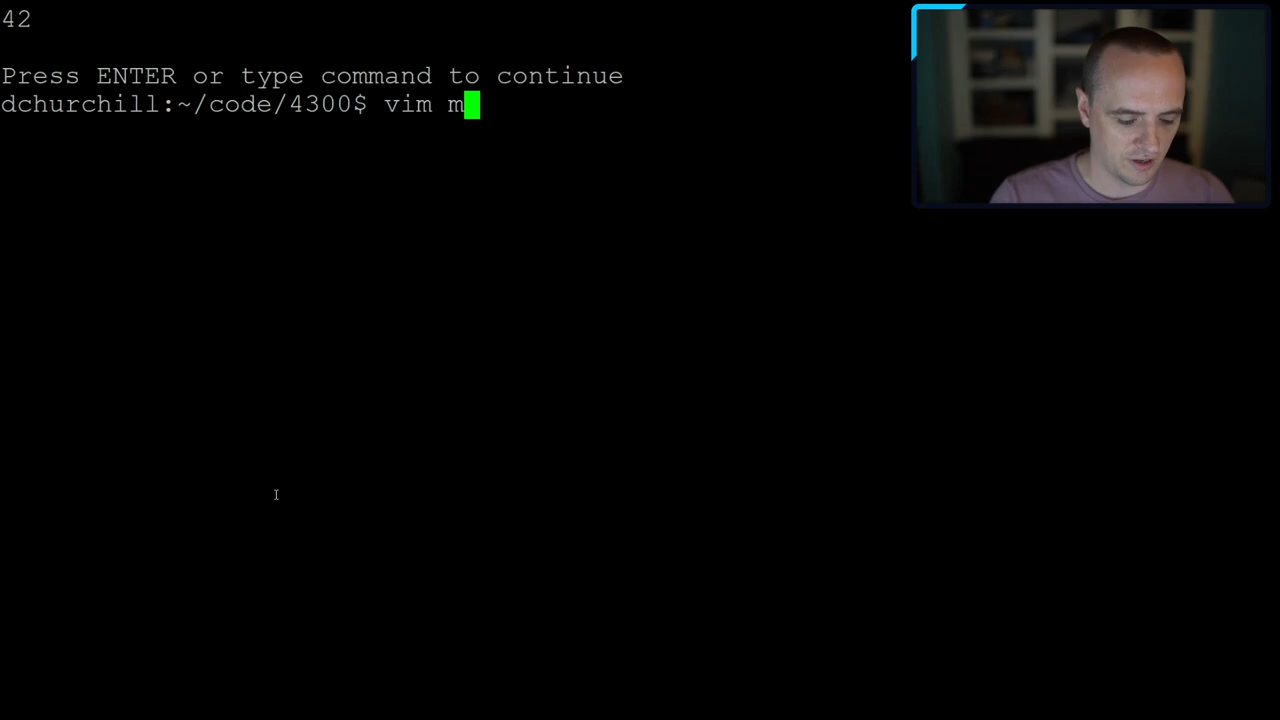 42
Press ENTER or type command to continue
dchurchill:~/code/4300$ vim m